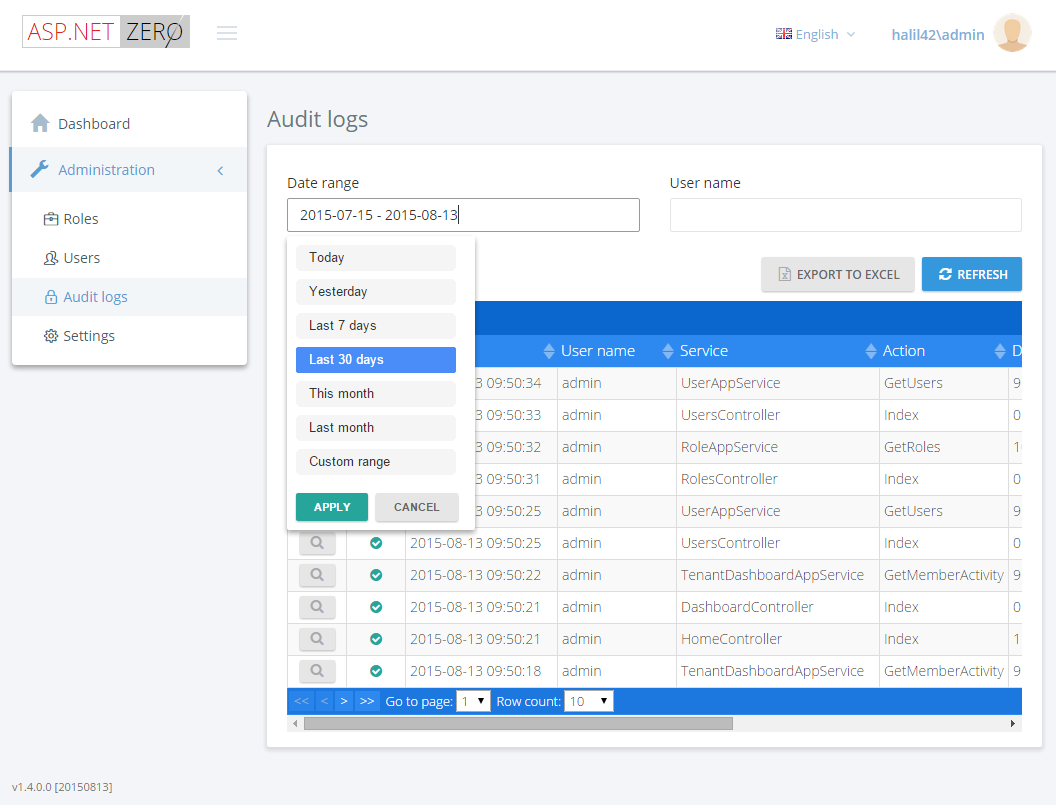 ASP.NET ZERO
English
halil42\admin
Dashboard
Administration
Roles
Users
Audit logs
Settings
Audit logs
Date range
User name
2015-07-15 - 2015-08-13
Today
Yesterday
Last 7 days
Last 30 days
This month
Last month
Custom range
APPLY CANCEL
EXPORT TO EXCEL REFRESH
User name Service Action D
3 09:50:34 admin UserAppService GetUsers 9
3 09:50:33 admin UsersController Index 0
3 09:50:32 admin RoleAppService GetRoles 1
3 09:50:31 admin RolesController Index 0
3 09:50:25 admin UserAppService GetUsers 9
2015-08-13 09:50:25 admin UsersController Index 0
2015-08-13 09:50:22 admin TenantDashboardAppService GetMemberActivity 9
2015-08-13 09:50:21 admin DashboardController Index 0
2015-08-13 09:50:21 admin HomeController Index 1
2015-08-13 09:50:18 admin TenantDashboardAppService GetMemberActivity 9
<< < > >> Go to page: 1 Row count: 10
v1.4.0.0 [20150813]